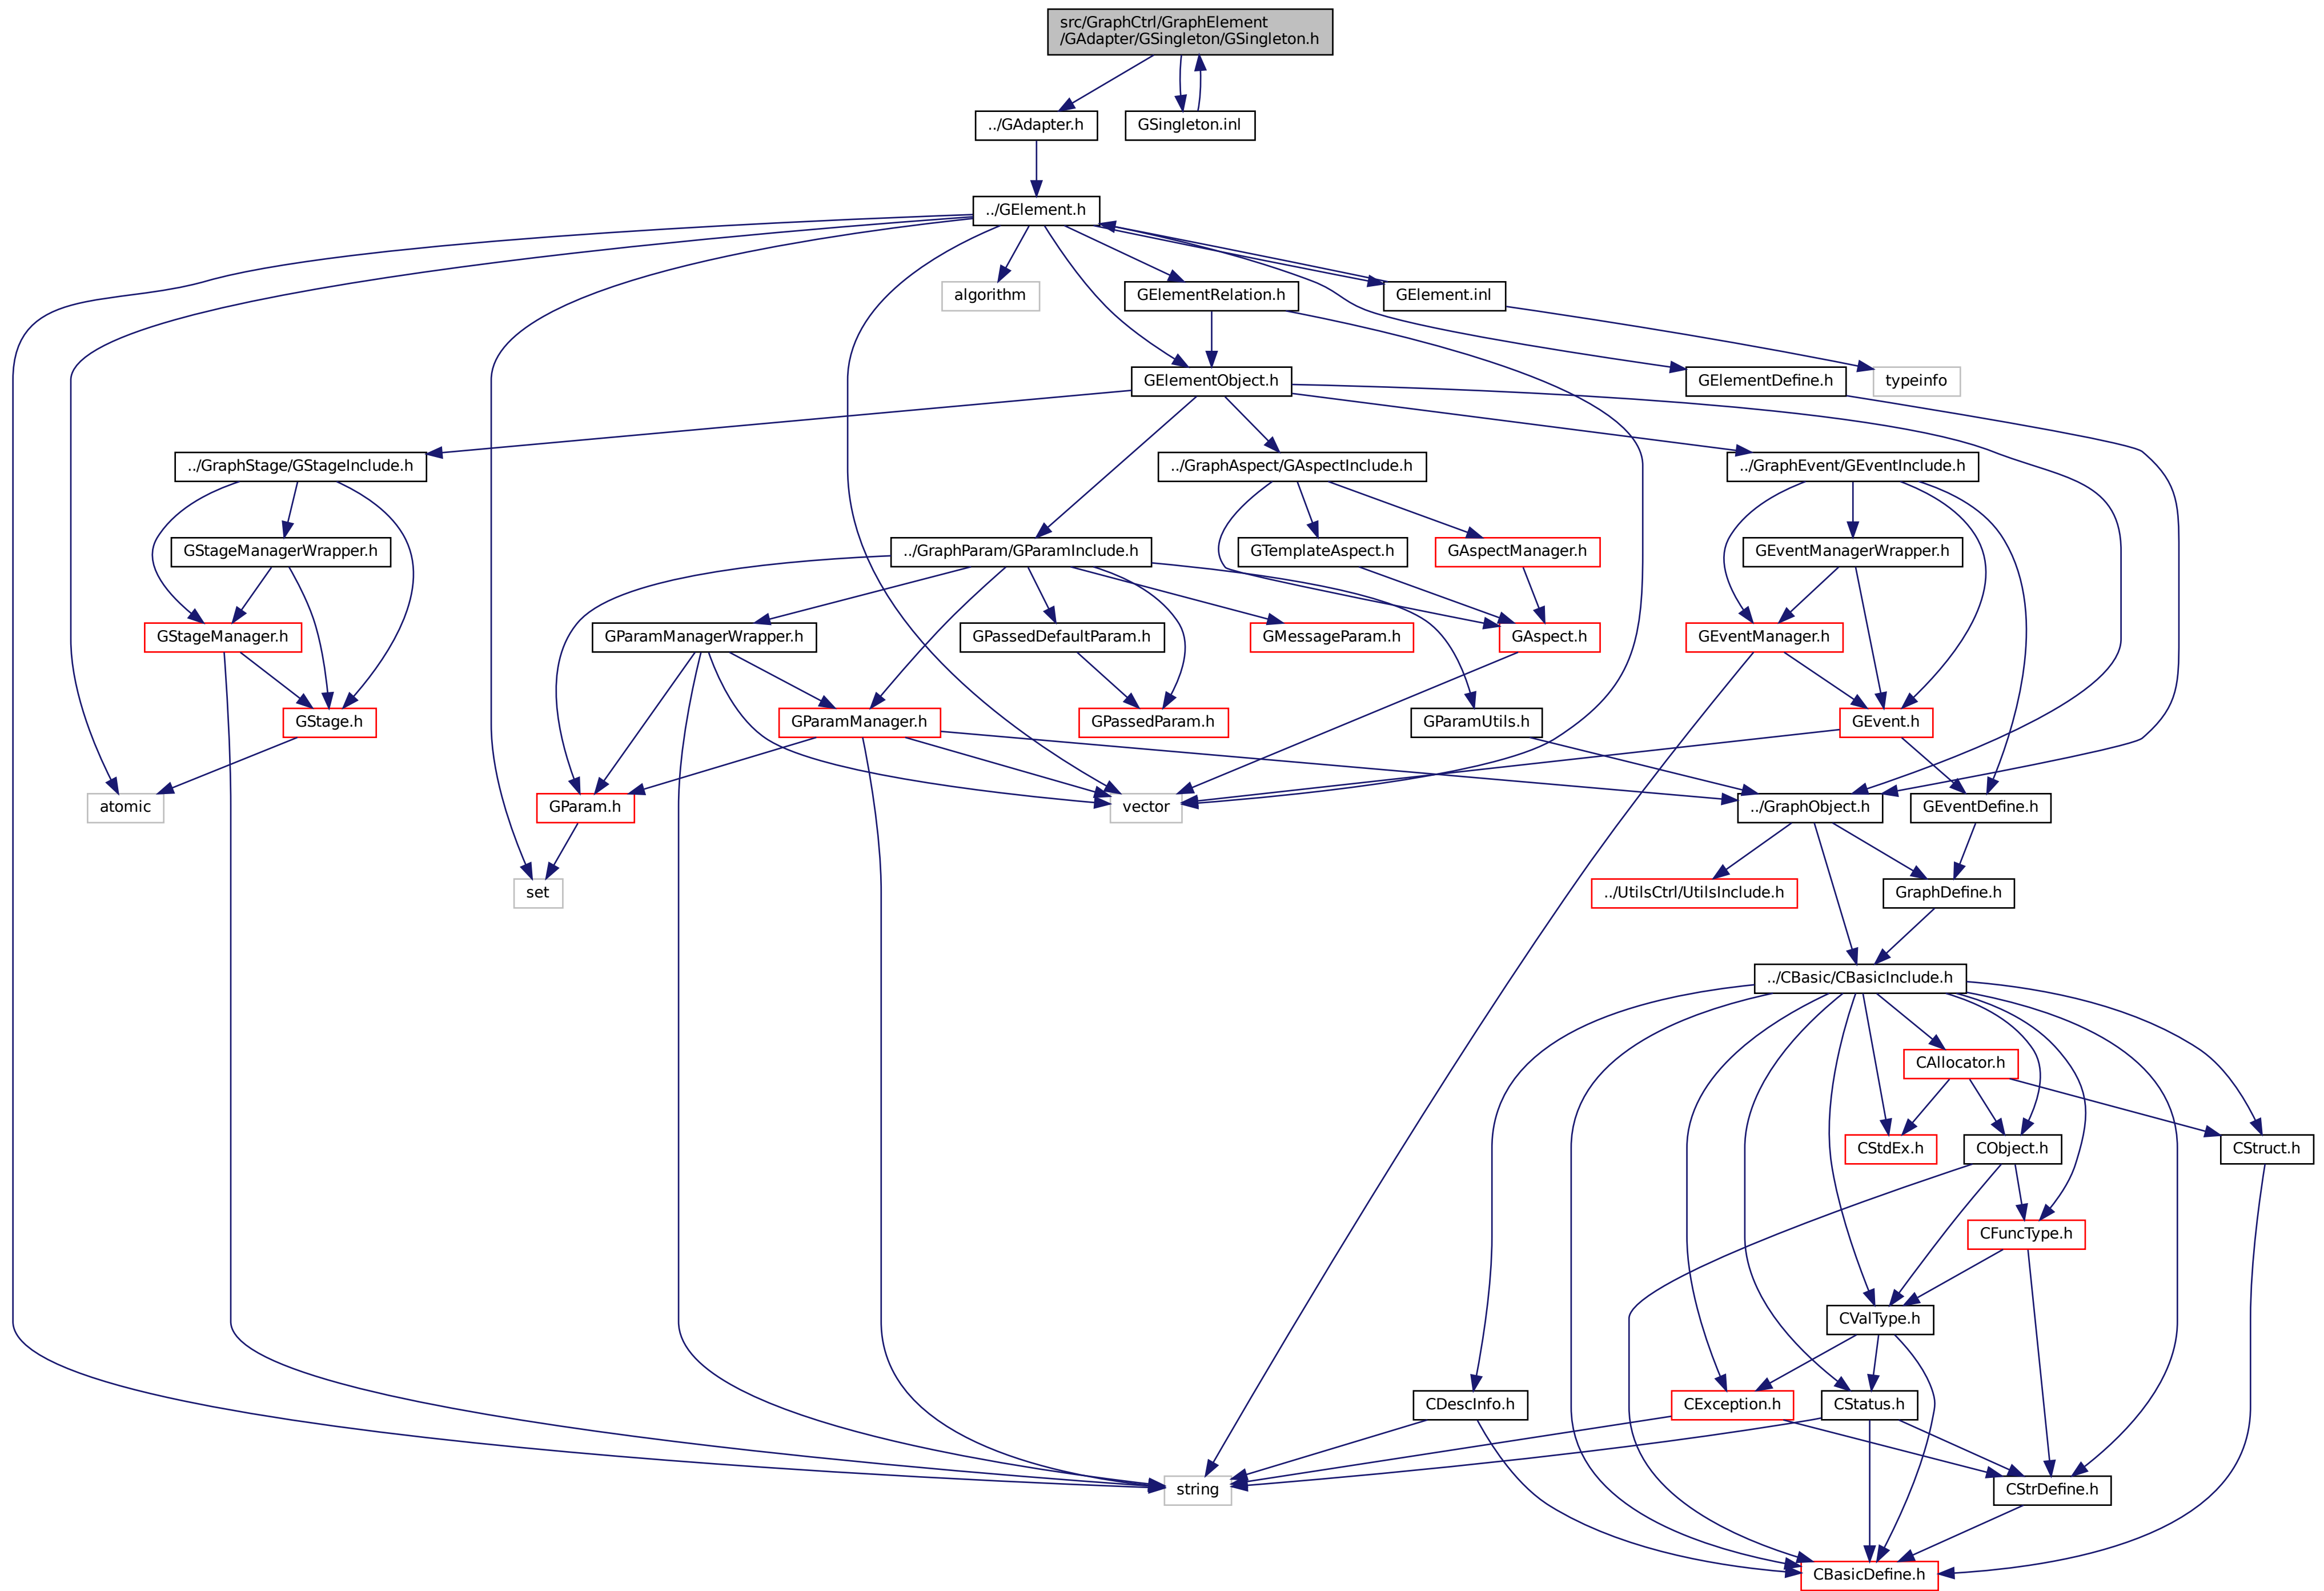 src/GraphCtrl/GraphElement
/GAdapter/GSingleton/GSingleton.h
../GAdapter.h
GSingleton.inl
../GElement.h
algorithm
GElementRelation.h
GElement.inl
GElementObject.h
GElementDefine.h
typeinfo
../GraphStage/GStageInclude.h
../GraphAspect/GAspectInclude.h
../GraphEvent/GEventInclude.h
GStageManagerWrapper.h
../GraphParam/GParamInclude.h
GTemplateAspect.h
GAspectManager.h
GEventManagerWrapper.h
GStageManager.h
GParamManagerWrapper.h
GPassedDefaultParam.h
GMessageParam.h
GAspect.h
GEventManager.h
GStage.h
GParamManager.h
GPassedParam.h
GParamUtils.h
GEvent.h
atomic
GParam.h
vector
../GraphObject.h
GEventDefine.h
set
../UtilsCtrl/UtilsInclude.h
GraphDefine.h
../CBasic/CBasicInclude.h
CAllocator.h
CStdEx.h
CObject.h
CStruct.h
CFuncType.h
CValType.h
CDescInfo.h
CException.h
CStatus.h
string
CStrDefine.h
CBasicDefine.h